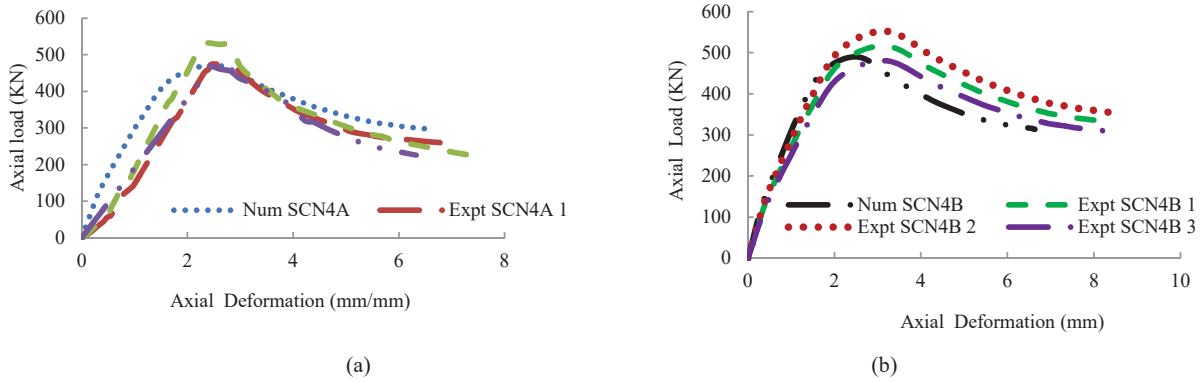 600
500
400
300
200
100
0
Axial load (KN)
Num SCN4A
Expt SCN4A 1
0 2 4 6 8
Axial Deformation (mm/mm)
(a)
600
500
400
300
200
100
0
Axial Load (KN)
Num SCN4B Expt SCN4B 1
Expt SCN4B 2 Expt SCN4B 3
0 2 4 6 8 10
Axial Deformation (mm)
(b)